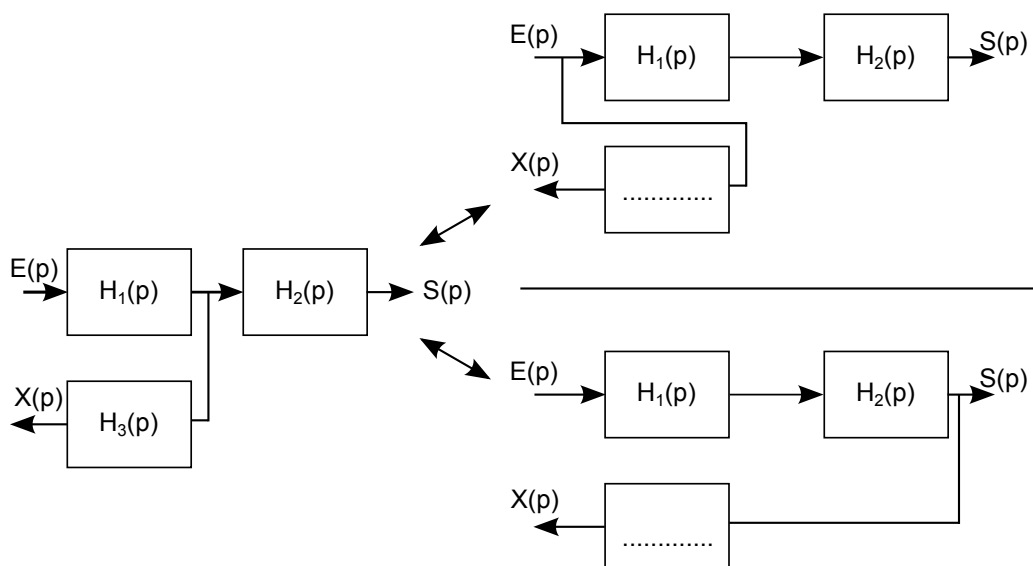 E(p)
H₁(p)
H₂(p)
S(p)
X(p)
H₃(p)
E(p)
H₁(p)
H₂(p)
S(p)
X(p)
.............
E(p)
H₁(p)
H₂(p)
S(p)
X(p)
.............